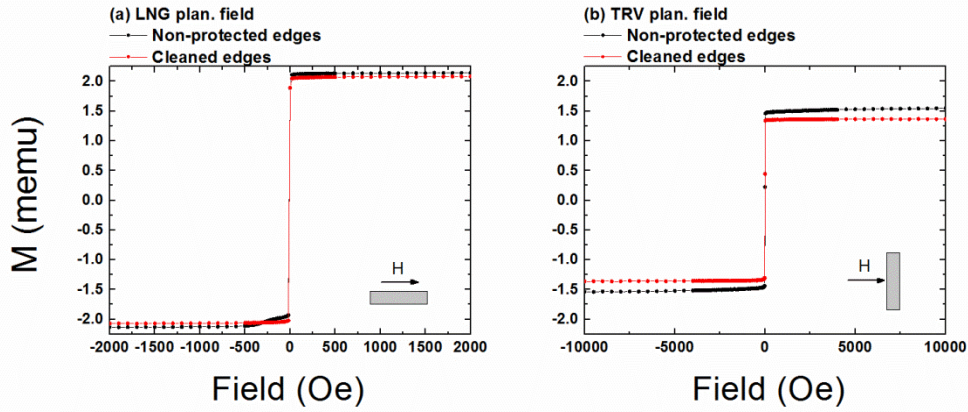 (a) LNG plan. field
Non-protected edges
Cleaned edges
M (memu)
2.0
1.5
1.0
0.5
0.0
-0.5
-1.0
-1.5
-2.0
H
-2000 -1500 -1000 -500 0 500 1000 1500 2000
Field (Oe)
(b) TRV plan. field
Non-protected edges
Cleaned edges
2.0
1.5
1.0
0.5
0.0
-0.5
-1.0
-1.5
-2.0
H
-10000 -5000 0 5000 10000
Field (Oe)